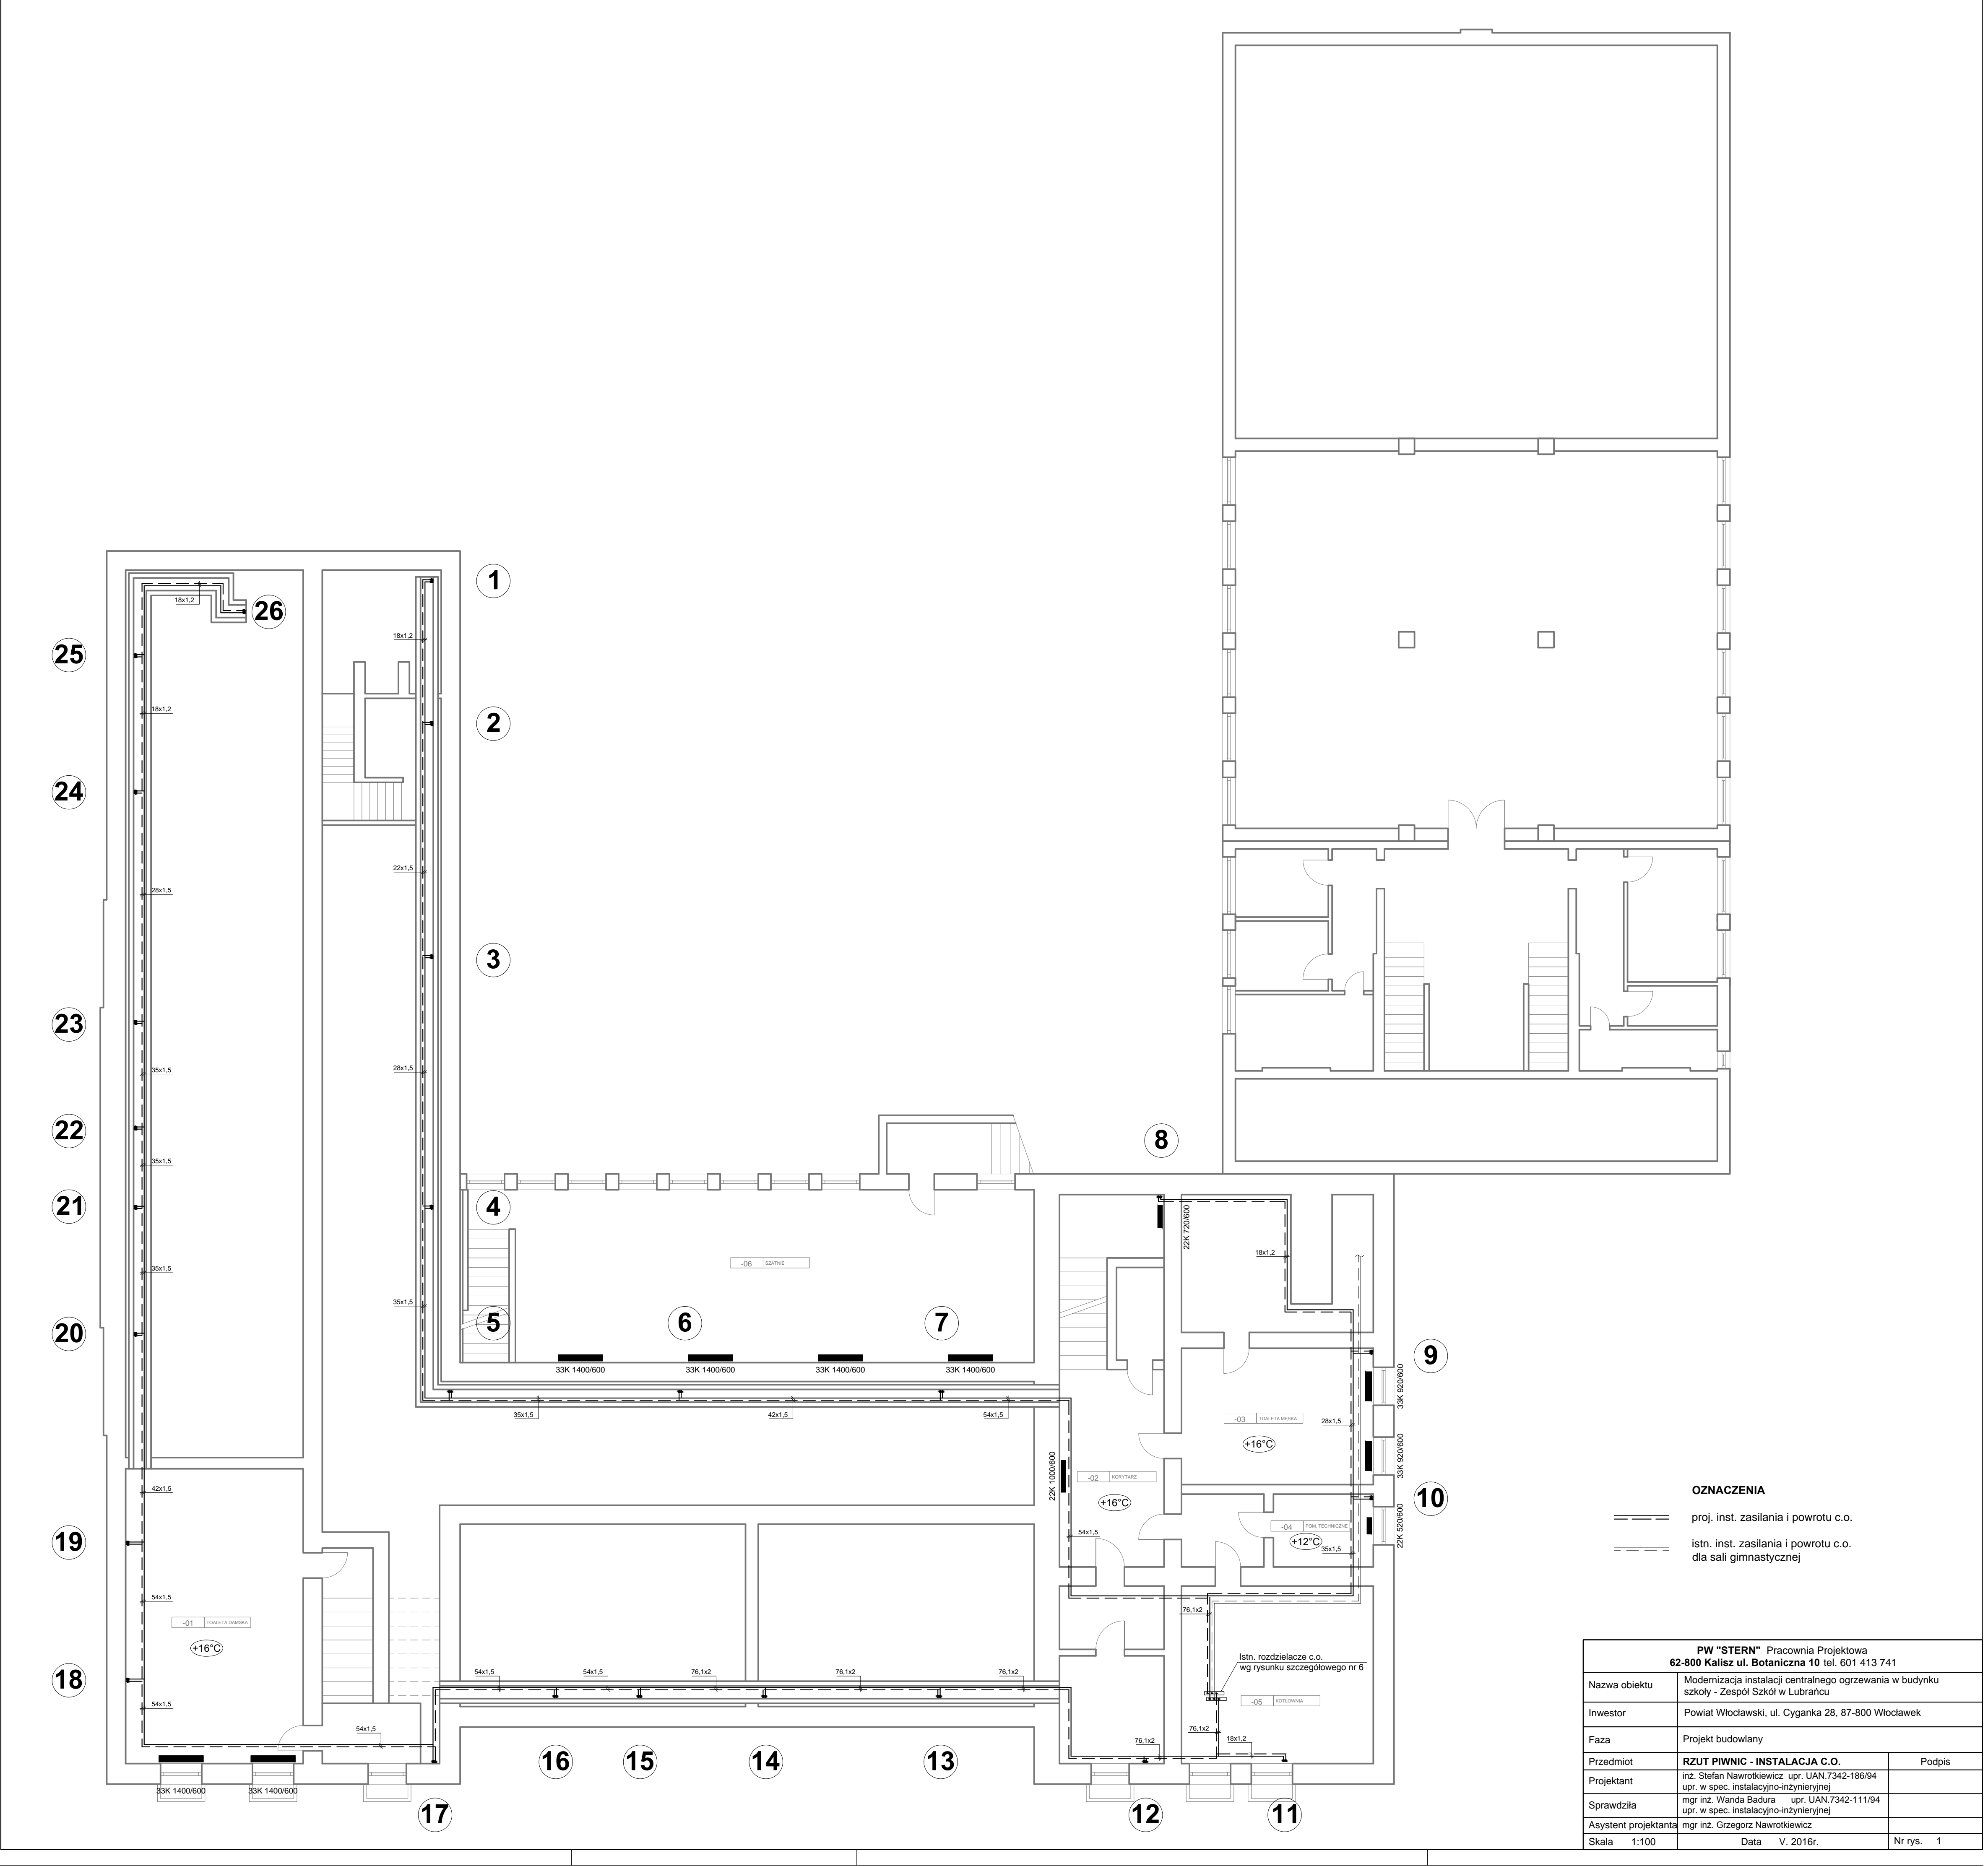 1
18x1,2
26
18x1,2
25
18x1,2
2
24
22x1,5
28x1,5
3
23
28x1,5
35x1,5
22
8
35x1,5
21
4
22K 720/600
-06 SZATNIE
18x1,2
35x1,5
35x1,5
5
6
7
20
9
33K 1400/600
33K 1400/600
33K 1400/600
33K 1400/600
33K 920/600
35x1,5
42x1,5
54x1,5
-03 TOALETA MĘSKA
28x1,5
+16°C
33K 920/600
22K 1000/600
-02 KORYTARZ
42x1,5
+16°C
10
22K 520/600
-04 POM. TECHNICZNE
54x1,5
+12°C
19
35x1,5
OZNACZENIA
proj. inst. zasilania i powrotu c.o.
istn. inst. zasilania i powrotu c.o.
dla sali gimnastycznej
54x1,5
76,1x2
-01 TOALETA DAMSKA
+16°C
Istn. rozdzielacze c.o.
wg rysunku szczegółowego nr 6
54x1,5
54x1,5
76,1x2
76,1x2
76,1x2
18
-05 KOTŁOWNIA
54x1,5
54x1,5
76,1x2
76,1x2
18x1,2
16
15
14
13
33K 1400/600
33K 1400/600
17
12
11
PW "STERN" Pracownia Projektowa
62-800 Kalisz ul. Botaniczna 10 tel. 601 413 741
Nazwa obiektu
Modernizacja instalacji centralnego ogrzewania w budynku
szkoły - Zespół Szkół w Lubrańcu
Inwestor
Powiat Włocławski, ul. Cyganka 28, 87-800 Włocławek
Faza
Projekt budowlany
Przedmiot
RZUT PIWNIC - INSTALACJA C.O.
Podpis
Projektant
inż. Stefan Nawrotkiewicz upr. UAN.7342-186/94
upr. w spec. instalacyjno-inżynieryjnej
Sprawdziła
mgr inż. Wanda Badura upr. UAN.7342-111/94
upr. w spec. instalacyjno-inżynieryjnej
Asystent projektanta
mgr inż. Grzegorz Nawrotkiewicz
Skala 1:100
Data V. 2016r.
Nr rys. 1